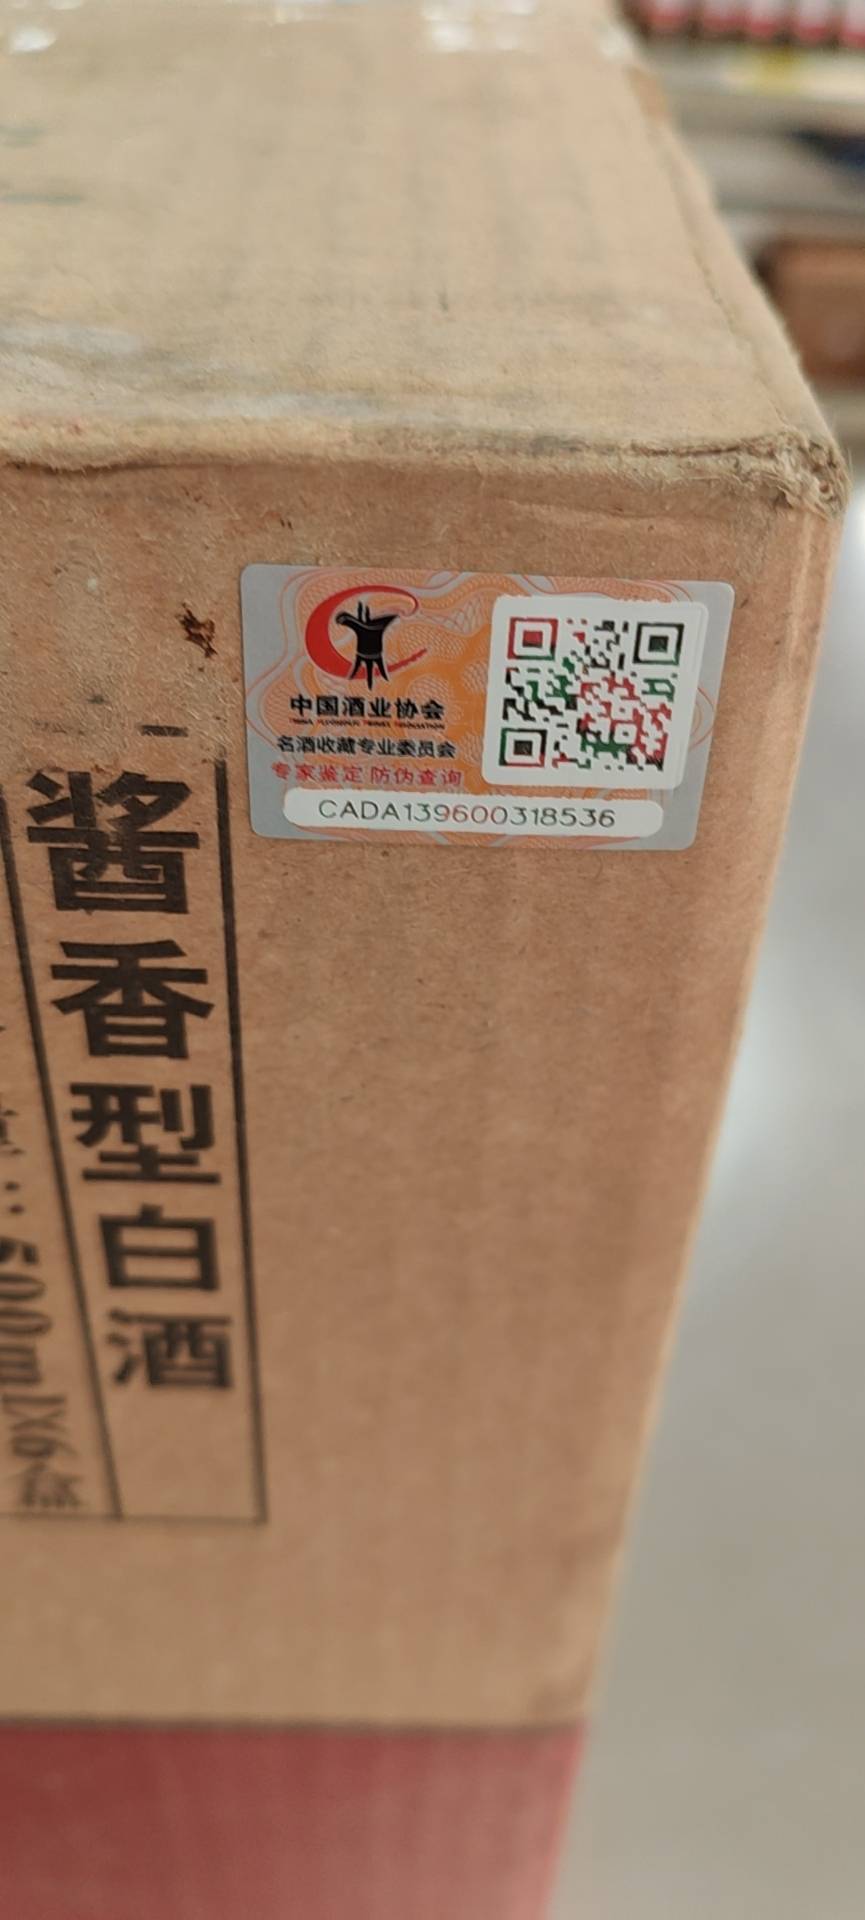 中国酒业协会
名酒收藏专业委员会
专家鉴定 防伪查询
CADA139600318536
酱香型白酒